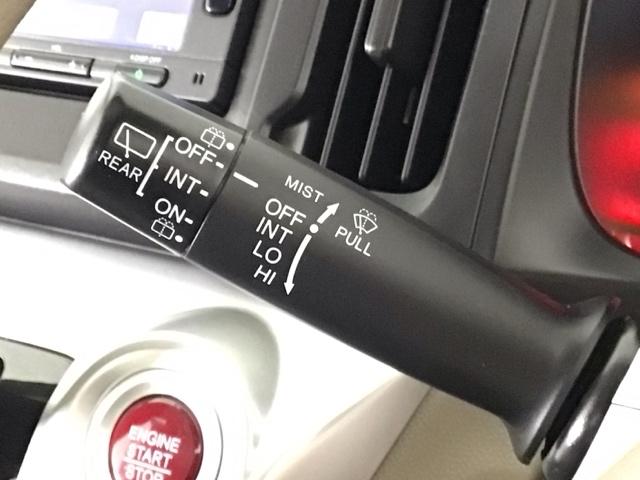 REAR
OFF
INT
ON
MIST
OFF
INT
LO
HI
PULL
ENGINE
START
STOP